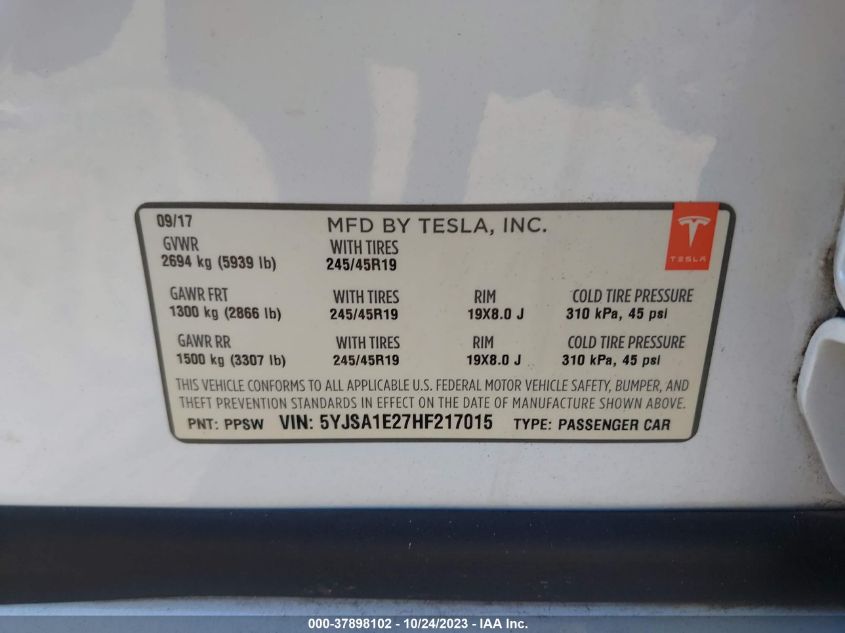 09/17 MFD BY TESLA, INC.
TESLA
GVWR WITH TIRES
2694 kg (5939 lb) 245/45R19
GAWR FRT WITH TIRES RIM COLD TIRE PRESSURE
1300 kg (2866 lb) 245/45R19 19X8.0 J 310 kPa, 45 psi
GAWR RR WITH TIRES RIM COLD TIRE PRESSURE
1500 kg (3307 lb) 245/45R19 19X8.0 J 310 kPa, 45 psi
THIS VEHICLE CONFORMS TO ALL APPLICABLE U.S. FEDERAL MOTOR VEHICLE SAFETY, BUMPER, AND
THEFT PREVENTION STANDARDS IN EFFECT ON THE DATE OF MANUFACTURE SHOWN ABOVE.
PNT: PPSW VIN: 5YJSA1E27HF217015 TYPE: PASSENGER CAR
000-37898102 - 10/24/2023 - IAA Inc.